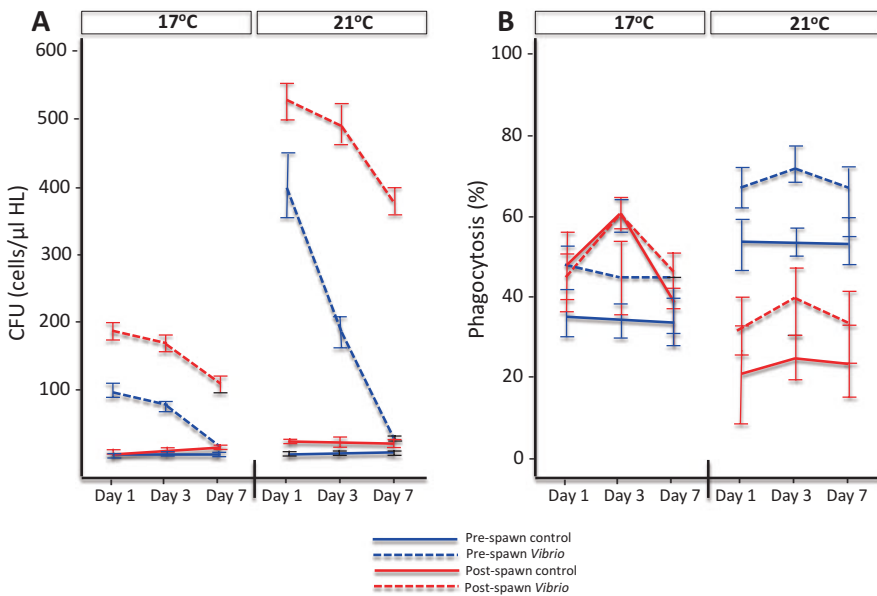 A
17°C
21°C
CFU (cells/µl HL)
600
500
400
300
200
100
Day 1 Day 3 Day 7 Day 1 Day 3 Day 7
B
17°C
21°C
Phagocytosis (%)
100
80
60
40
20
0
Day 1 Day 3 Day 7 Day 1 Day 3 Day 7
Pre-spawn control
Pre-spawn Vibrio
Post-spawn control
Post-spawn Vibrio